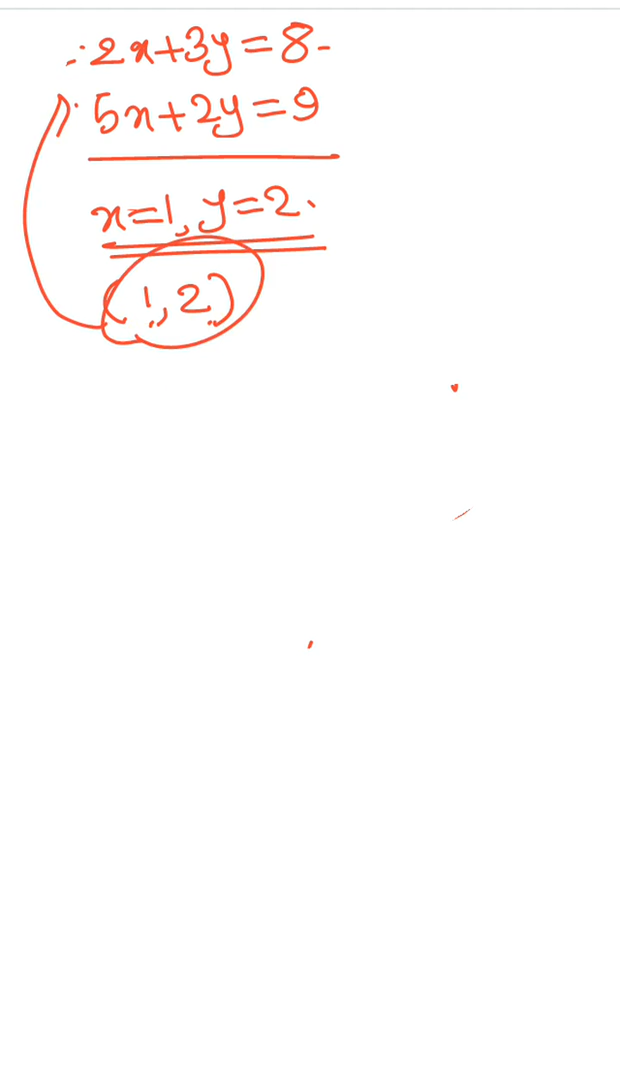 2x+3y=8
5x+2y=9
x=1, y=2.
(1,2)